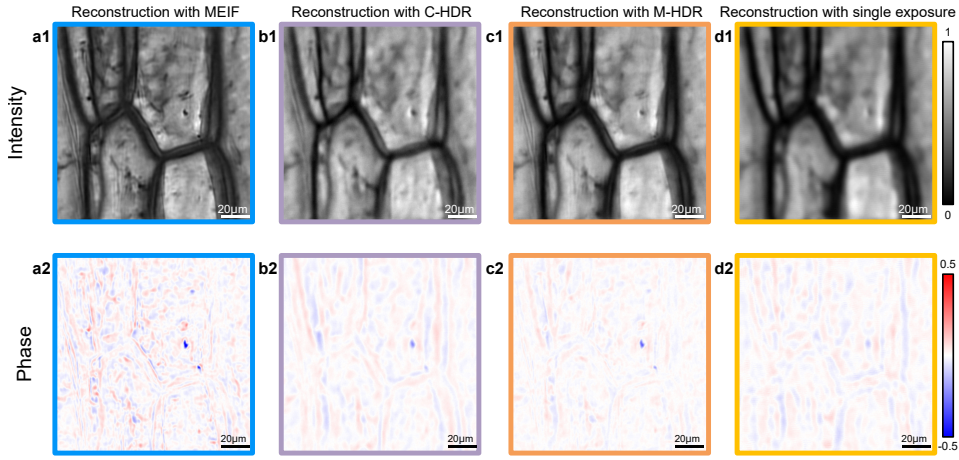 Reconstruction with MEIF
Reconstruction with C-HDR
Reconstruction with M-HDR
Reconstruction with single exposure
Intensity
a1
20μm
b1
20μm
c1
20μm
d1
20μm
1
0
Phase
a2
20μm
b2
20μm
c2
20μm
d2
20μm
0.5
-0.5